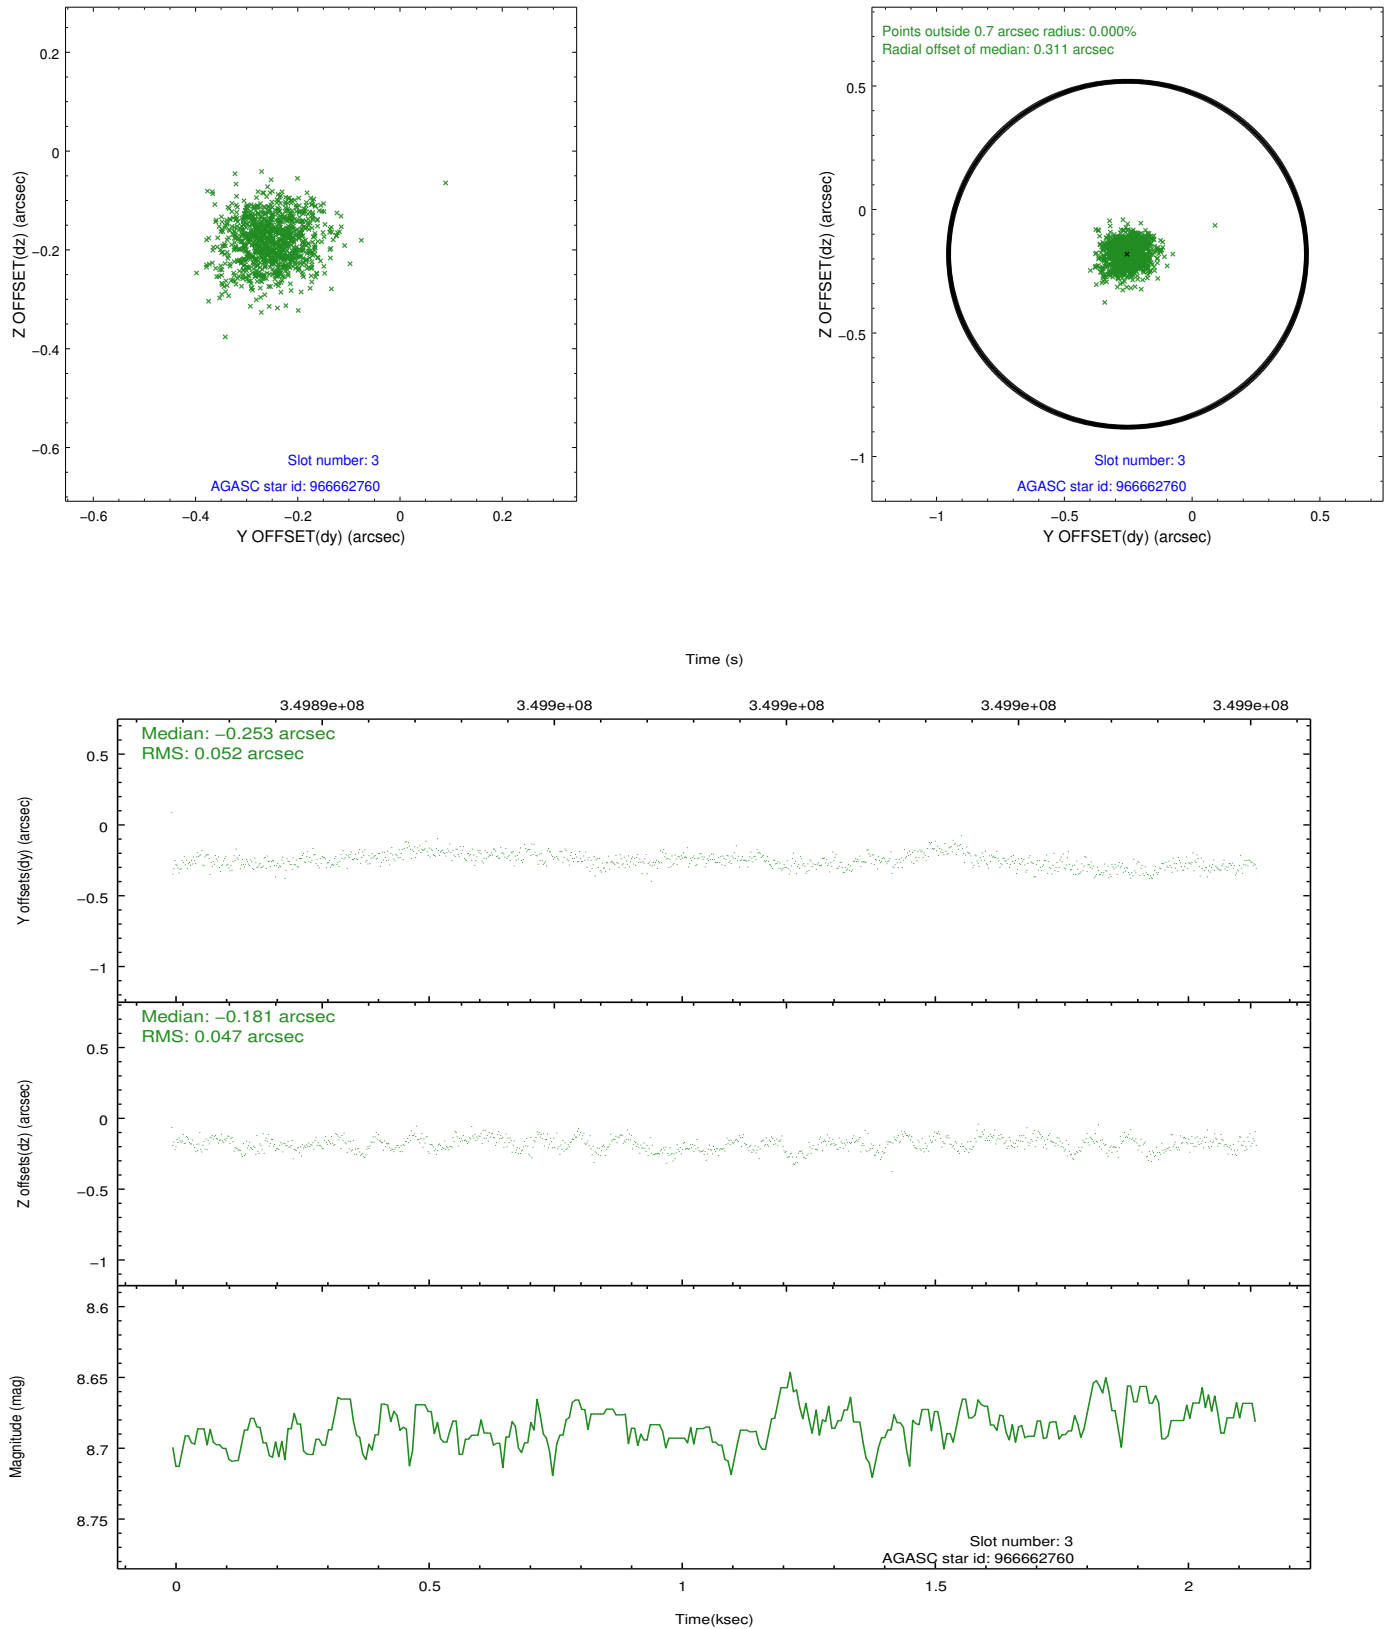 0.2
0
−0.2
−0.4
−0.6
Z OFFSET(dz) (arcsec)
Slot number: 3
AGASC star id: 966662760
−0.6
−0.4
−0.2
0
0.2
Y OFFSET(dy) (arcsec)
Points outside 0.7 arcsec radius: 0.000%
Radial offset of median: 0.311 arcsec
0.5
0
−0.5
−1
Z OFFSET(dz) (arcsec)
Slot number: 3
AGASC star id: 966662760
−1
−0.5
0
0.5
Y OFFSET(dy) (arcsec)
Time (s)
3.4989e+08
3.499e+08
3.499e+08
3.499e+08
3.499e+08
Median: −0.253 arcsec
RMS: 0.052 arcsec
0.5
0
−0.5
−1
Y offsets(dy) (arcsec)
Median: −0.181 arcsec
RMS: 0.047 arcsec
0.5
0
−0.5
−1
Z offsets(dz) (arcsec)
8.6
8.65
8.7
8.75
Magnitude (mag)
Slot number: 3
AGASC star id: 966662760
0
0.5
1
1.5
2
Time(ksec)